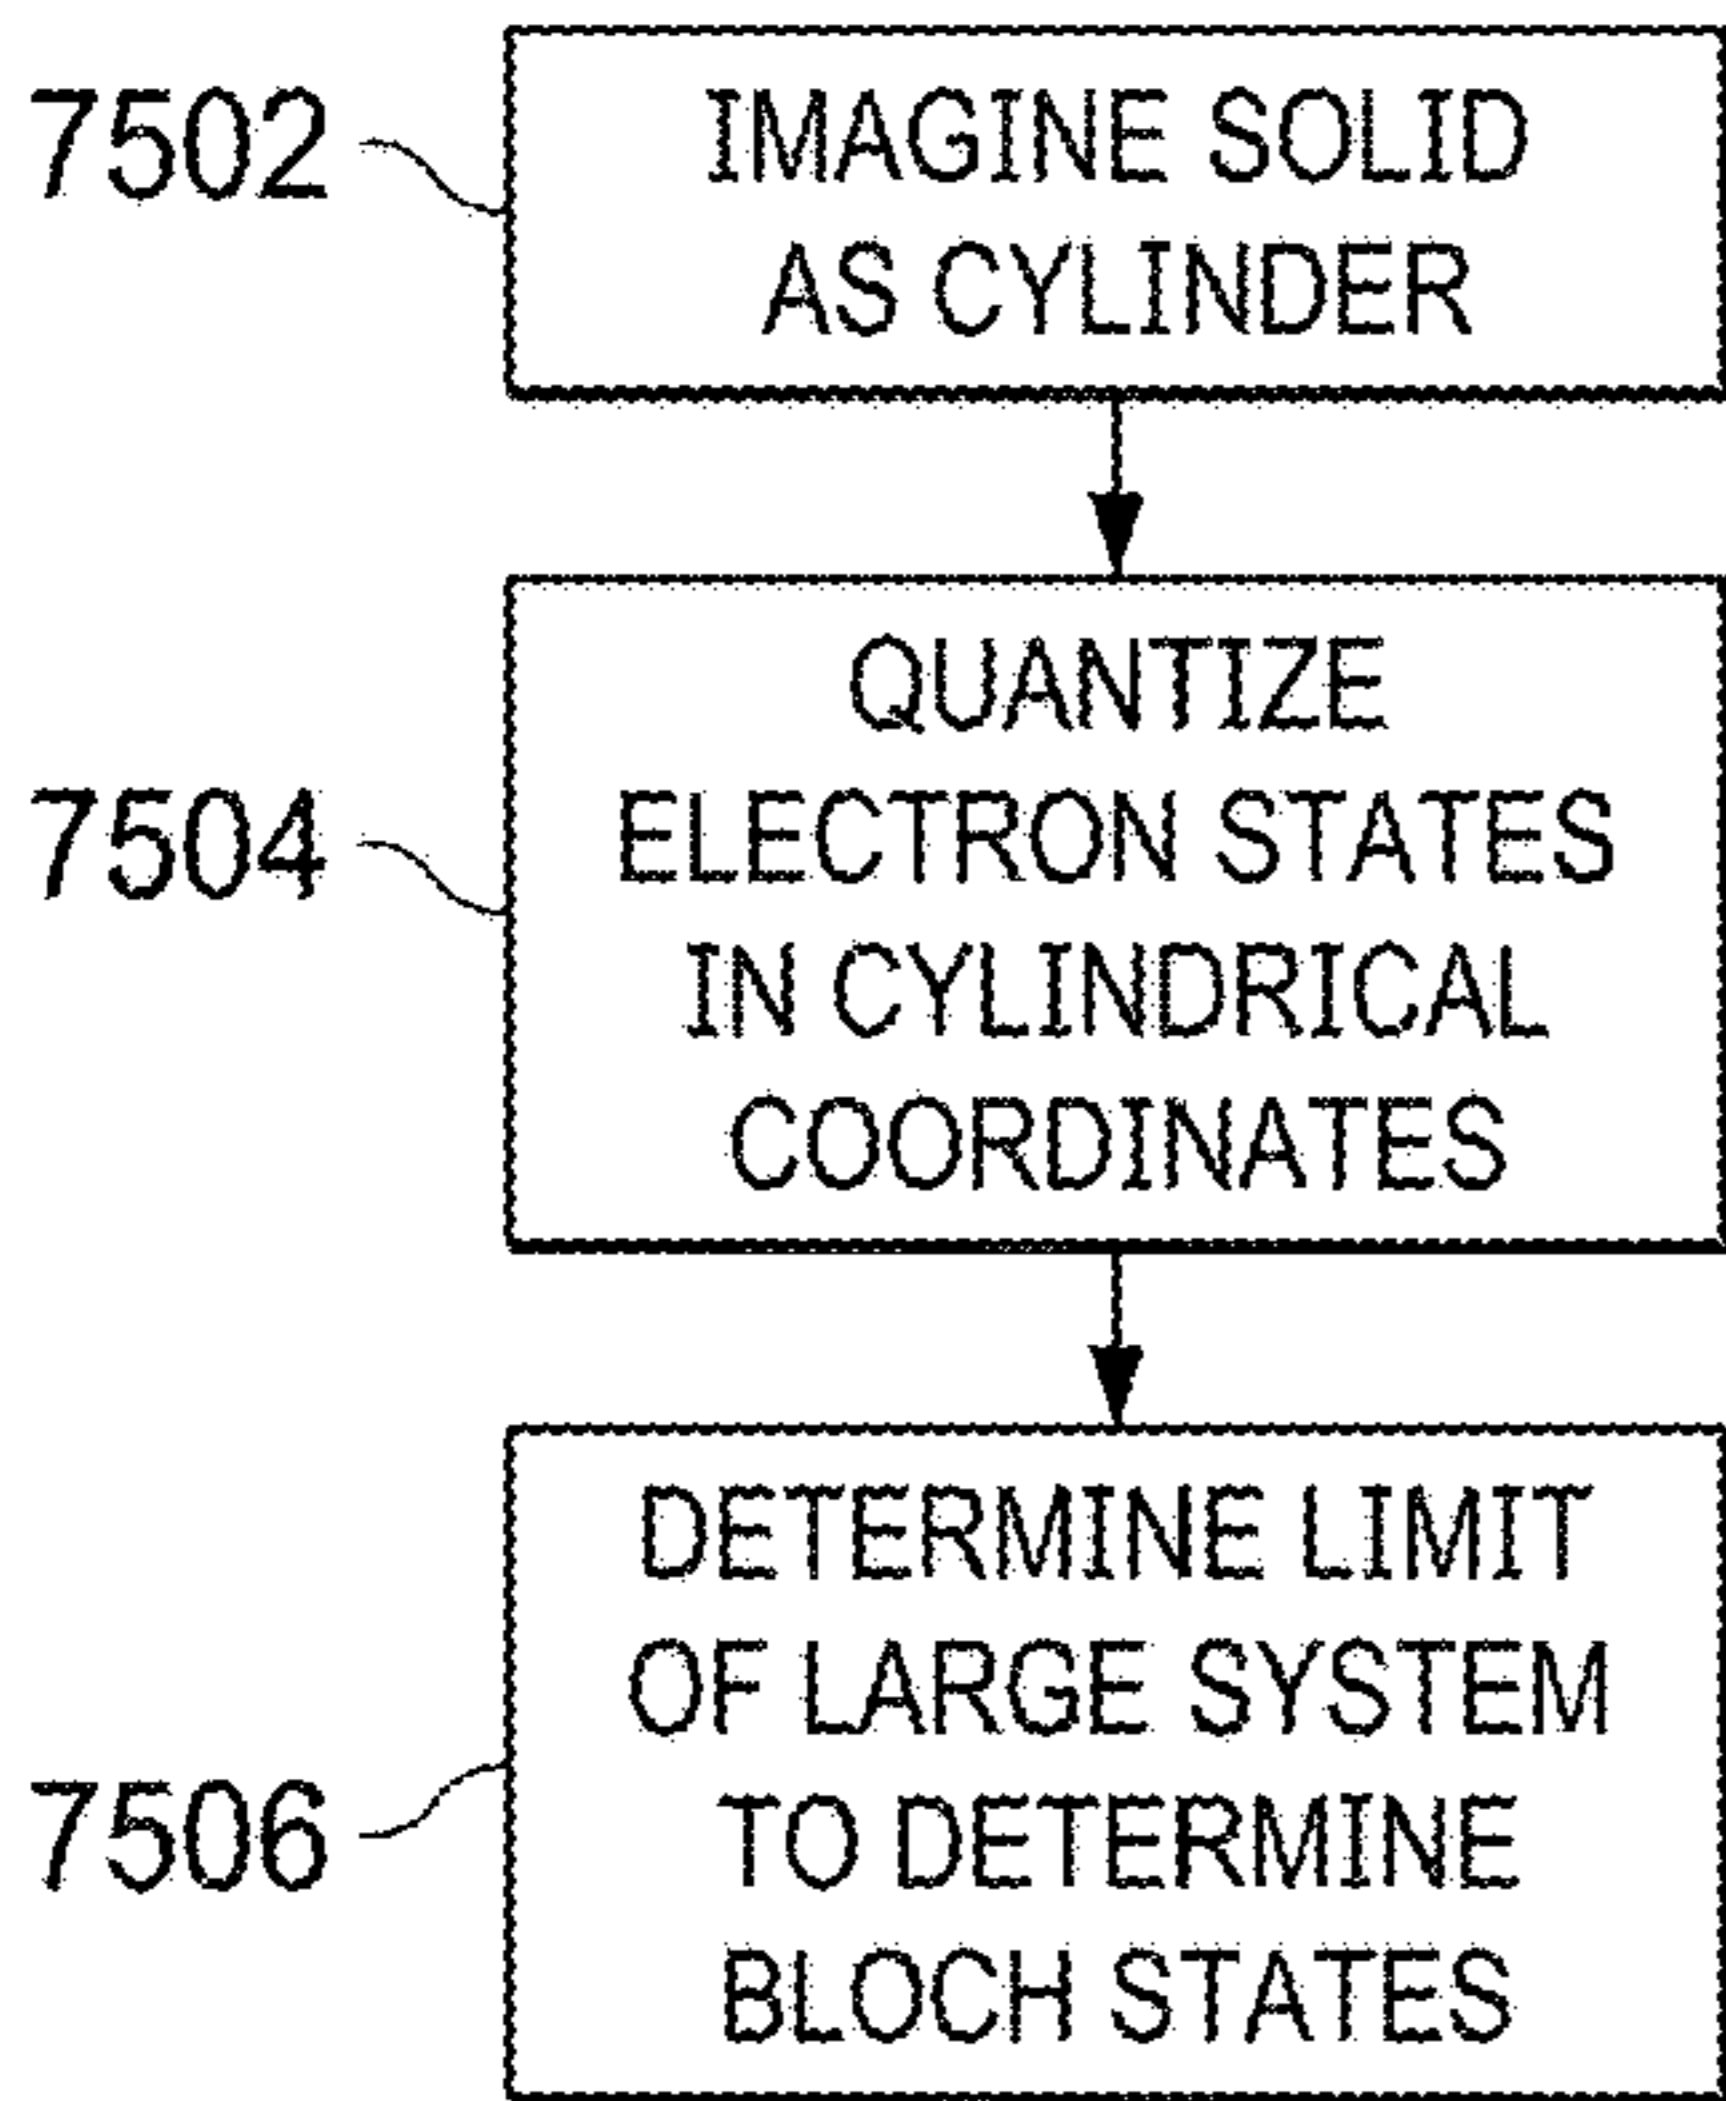 7502
IMAGINE SOLID
AS CYLINDER
7504
QUANTIZE
ELECTRON STATES
IN CYLINDRICAL
COORDINATES
7506
DETERMINE LIMIT
OF LARGE SYSTEM
TO DETERMINE
BLOCH STATES